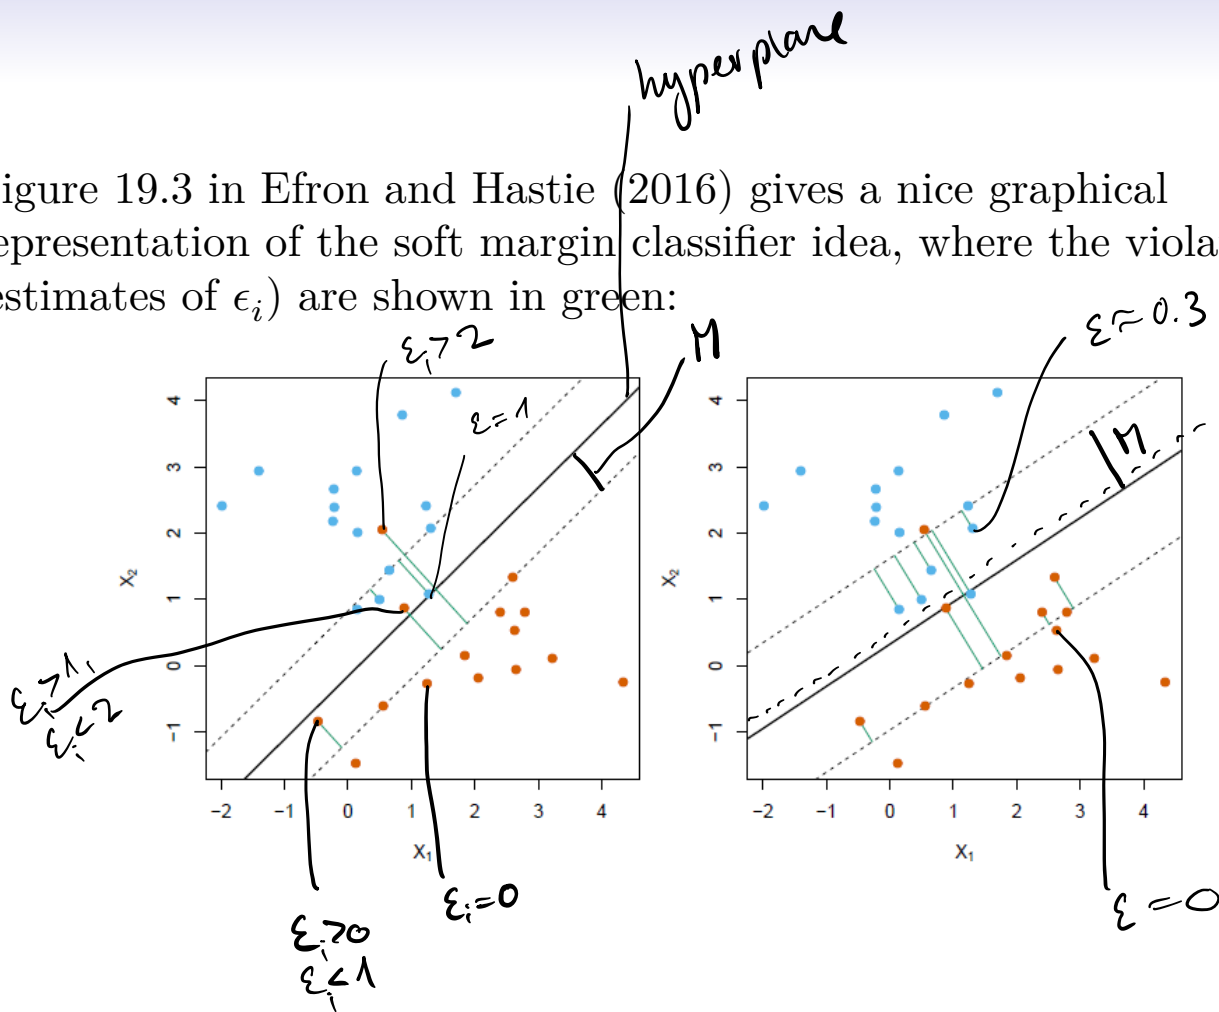 hyperplane
igure 19.3 in Efron and Hastie (2016) gives a nice graphical
epresentation of the soft margin classifier idea, where the viola
estimates of ϵᵢ) are shown in green:
εᵢ>2
M
ε≈0.3
ε=1
M
4
3
2
1
0
−1
X₂
−2 −1 0 1 2 3 4
X₁
4
3
2
1
0
−1
X₂
−2 −1 0 1 2 3 4
X₁
εᵢ>1,
εᵢ<2
εᵢ>0
εᵢ<1
εᵢ=0
ε=0